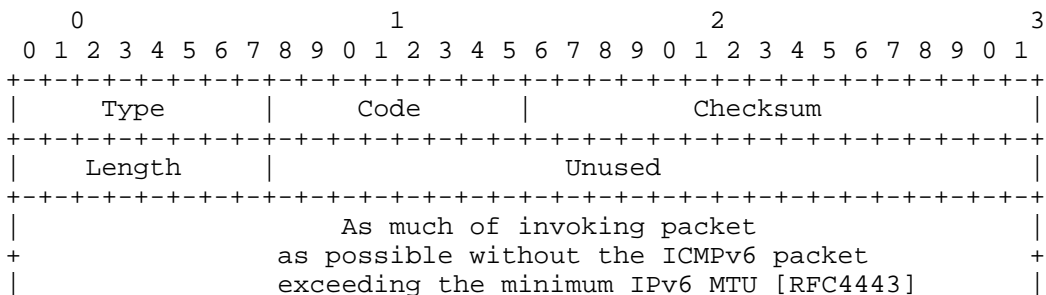 0                   1                   2                   3
0 1 2 3 4 5 6 7 8 9 0 1 2 3 4 5 6 7 8 9 0 1 2 3 4 5 6 7 8 9 0 1
+-+-+-+-+-+-+-+-+-+-+-+-+-+-+-+-+-+-+-+-+-+-+-+-+-+-+-+-+-+-+-+-+
|     Type      |     Code      |          Checksum             |
+-+-+-+-+-+-+-+-+-+-+-+-+-+-+-+-+-+-+-+-+-+-+-+-+-+-+-+-+-+-+-+-+
|    Length     |                  Unused                       |
+-+-+-+-+-+-+-+-+-+-+-+-+-+-+-+-+-+-+-+-+-+-+-+-+-+-+-+-+-+-+-+-+
|                    As much of invoking packet                 |
+                as possible without the ICMPv6 packet          +
|                exceeding the minimum IPv6 MTU [RFC4443]       |